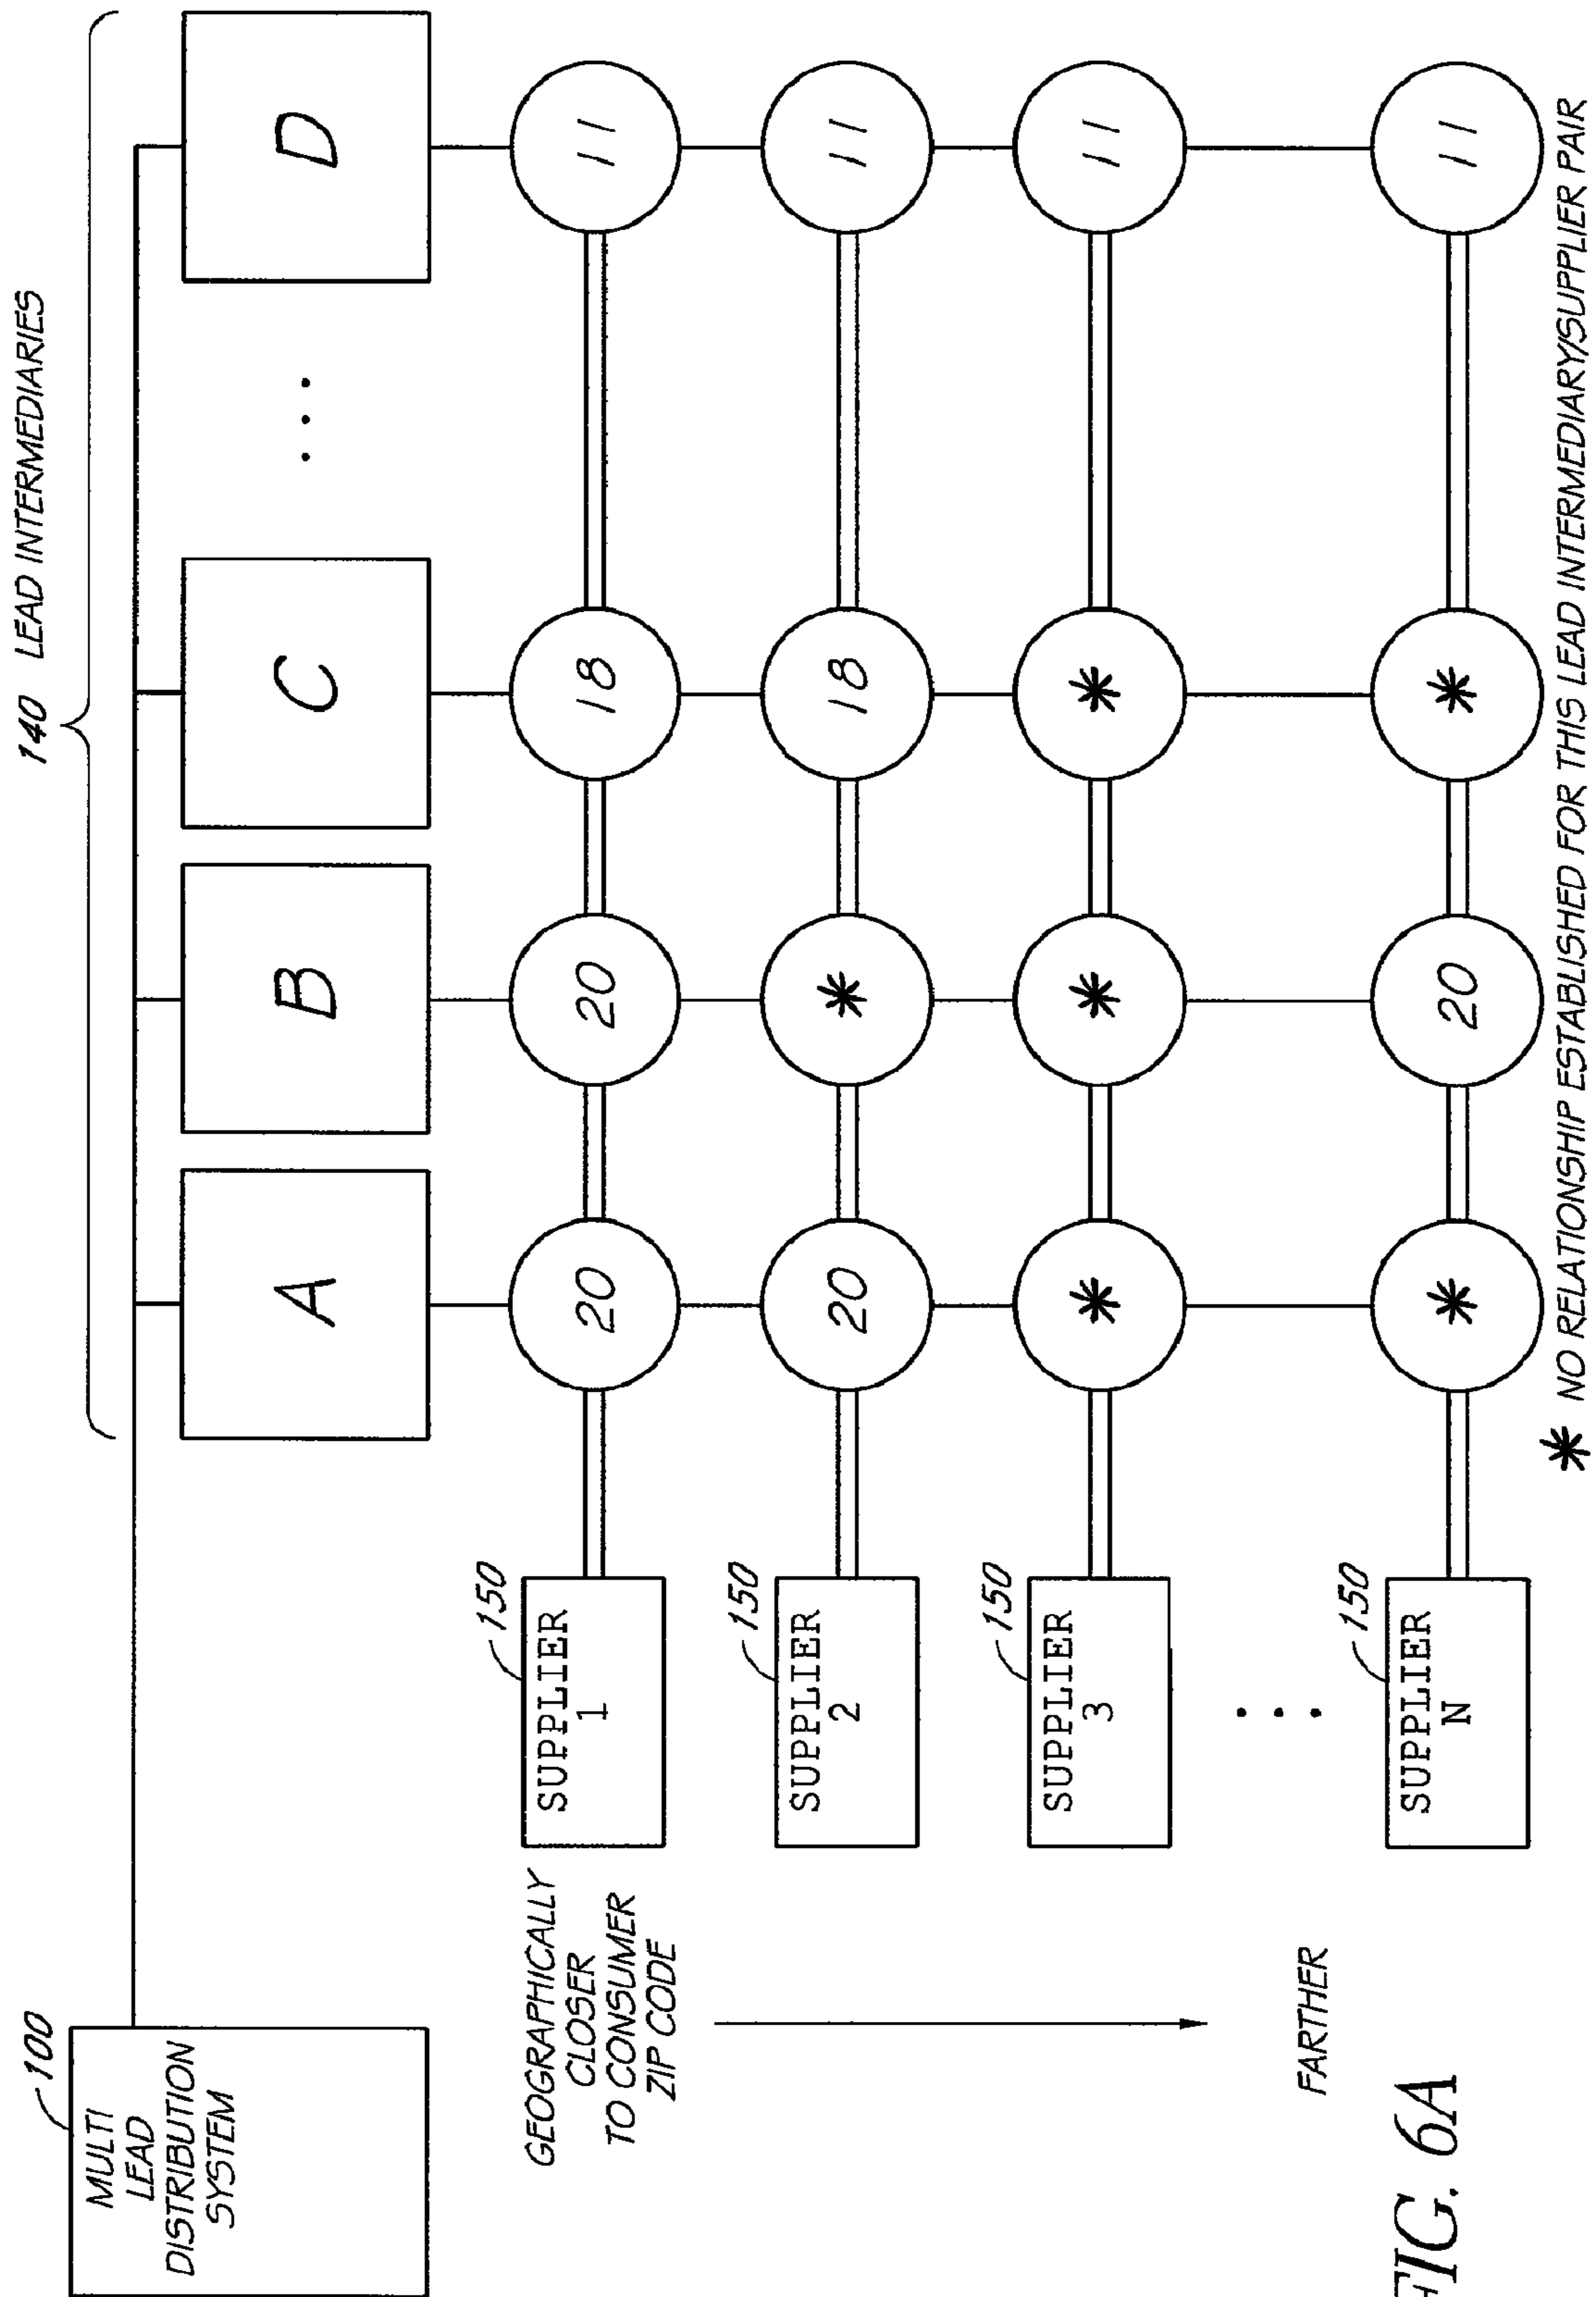 140 LEAD INTERMEDIARIES
100
MULTI
LEAD
DISTRIBUTION
SYSTEM
A
B
C
...
D
GEOGRAPHICALLY
CLOSER
TO CONSUMER
ZIP CODE
FARTHER
150
SUPPLIER
1
20
20
18
11
150
SUPPLIER
2
20
*
18
11
150
SUPPLIER
3
*
*
*
11
150
SUPPLIER
N
*
20
*
11
* NO RELATIONSHIP ESTABLISHED FOR THIS LEAD INTERMEDIARY/SUPPLIER PAIR
FIG. 6A